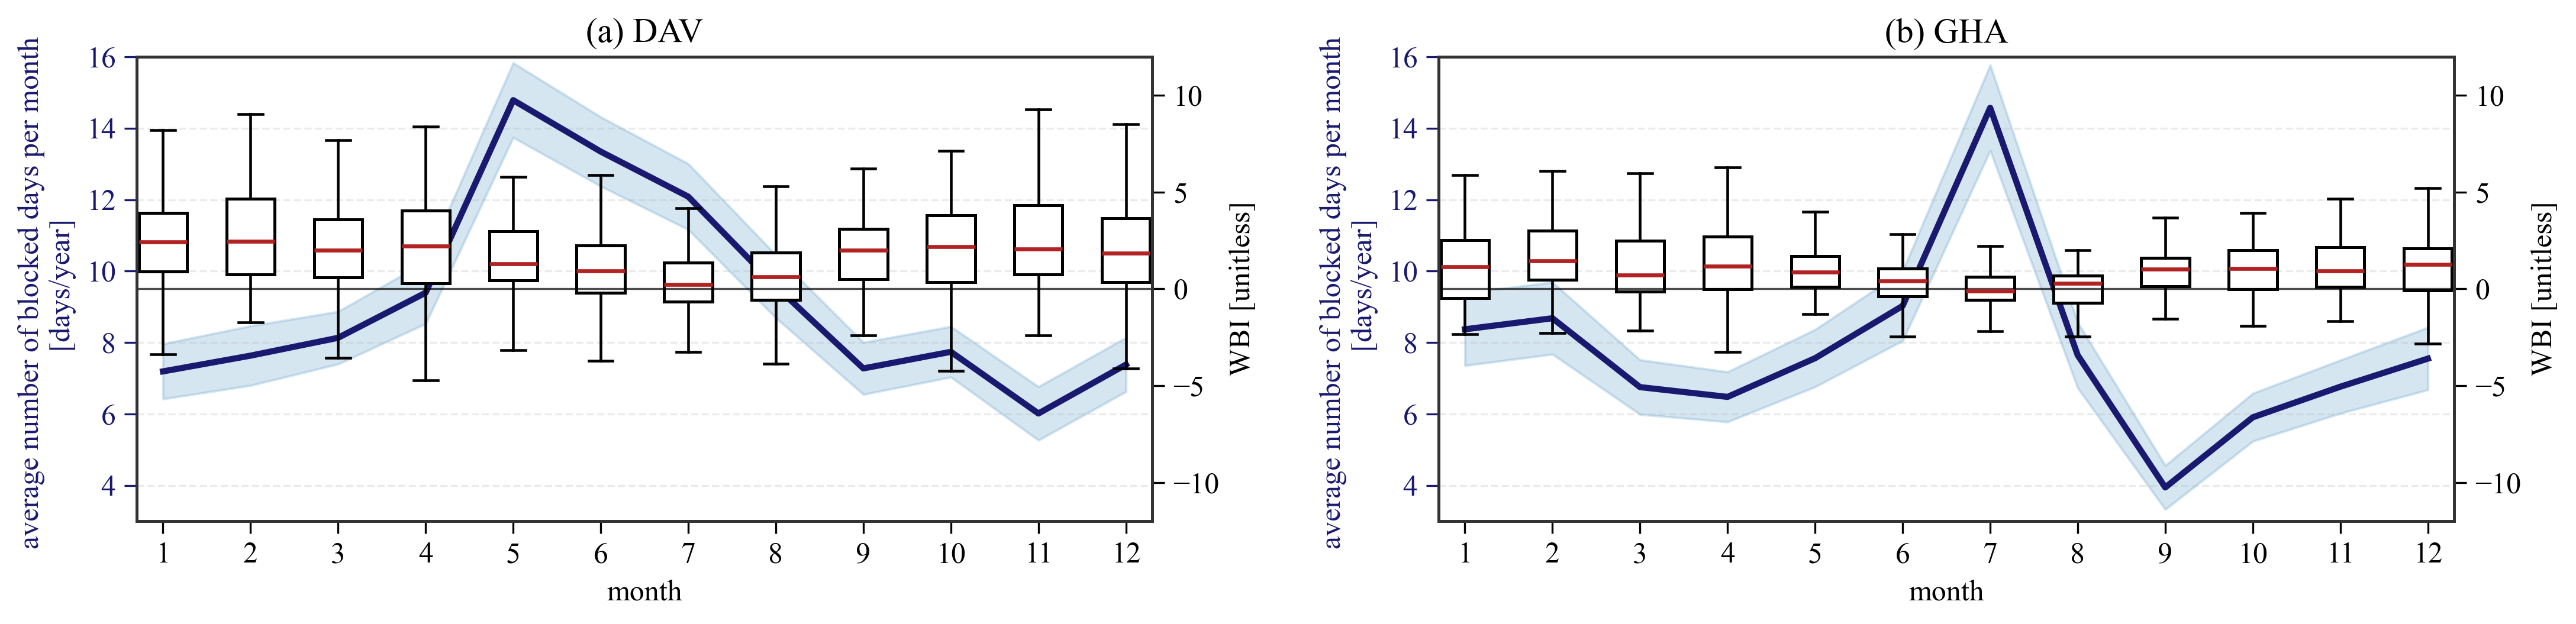 (a) DAV
average number of blocked days per month
[days/year]
16
14
12
10
8
6
4
10
5
0
−5
−10
WBI [unitless]
1 2 3 4 5 6 7 8 9 10 11 12
month
(b) GHA
average number of blocked days per month
[days/year]
16
14
12
10
8
6
4
10
5
0
−5
−10
WBI [unitless]
1 2 3 4 5 6 7 8 9 10 11 12
month